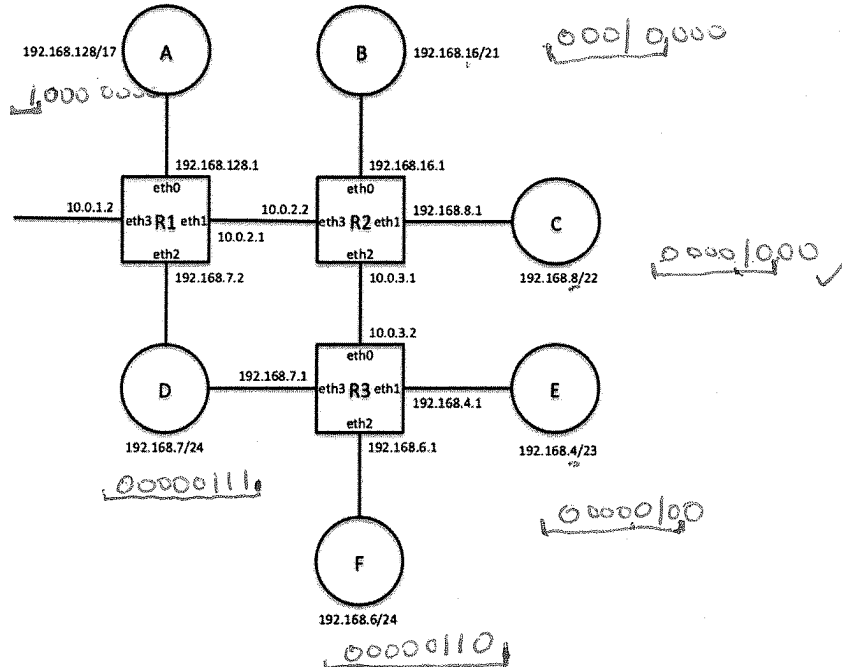 A
192.168.128/17
1000 0000
B
192.168.16/21
00010000
192.168.128.1
192.168.16.1
eth0
eth0
10.0.1.2
eth3 R1 eth1
10.0.2.1
10.0.2.2
eth3 R2 eth1
192.168.8.1
C
192.168.8/22
00001000
eth2
eth2
192.168.7.2
10.0.3.1
10.0.3.2
eth0
D
192.168.7/24
00000111
192.168.7.1
eth3 R3 eth1
192.168.4.1
E
192.168.4/23
00000100
eth2
192.168.6.1
F
192.168.6/24
00000110